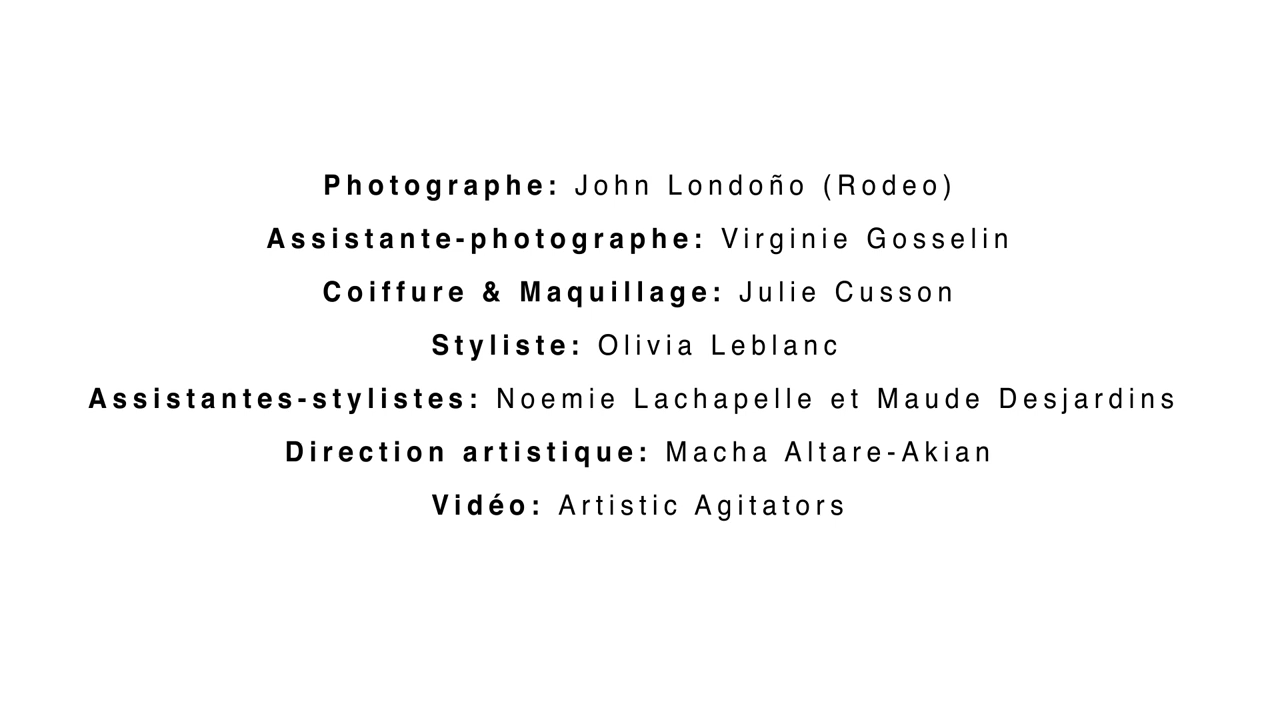 Photographe: John Londoño (Rodeo)
Assistante-photographe: Virginie Gosselin
Coiffure & Maquillage: Julie Cusson
Styliste: Olivia Leblanc
Assistantes-stylistes: Noemie Lachapelle et Maude Desjardins
Direction artistique: Macha Altare-Akian
Vidéo: Artistic Agitators